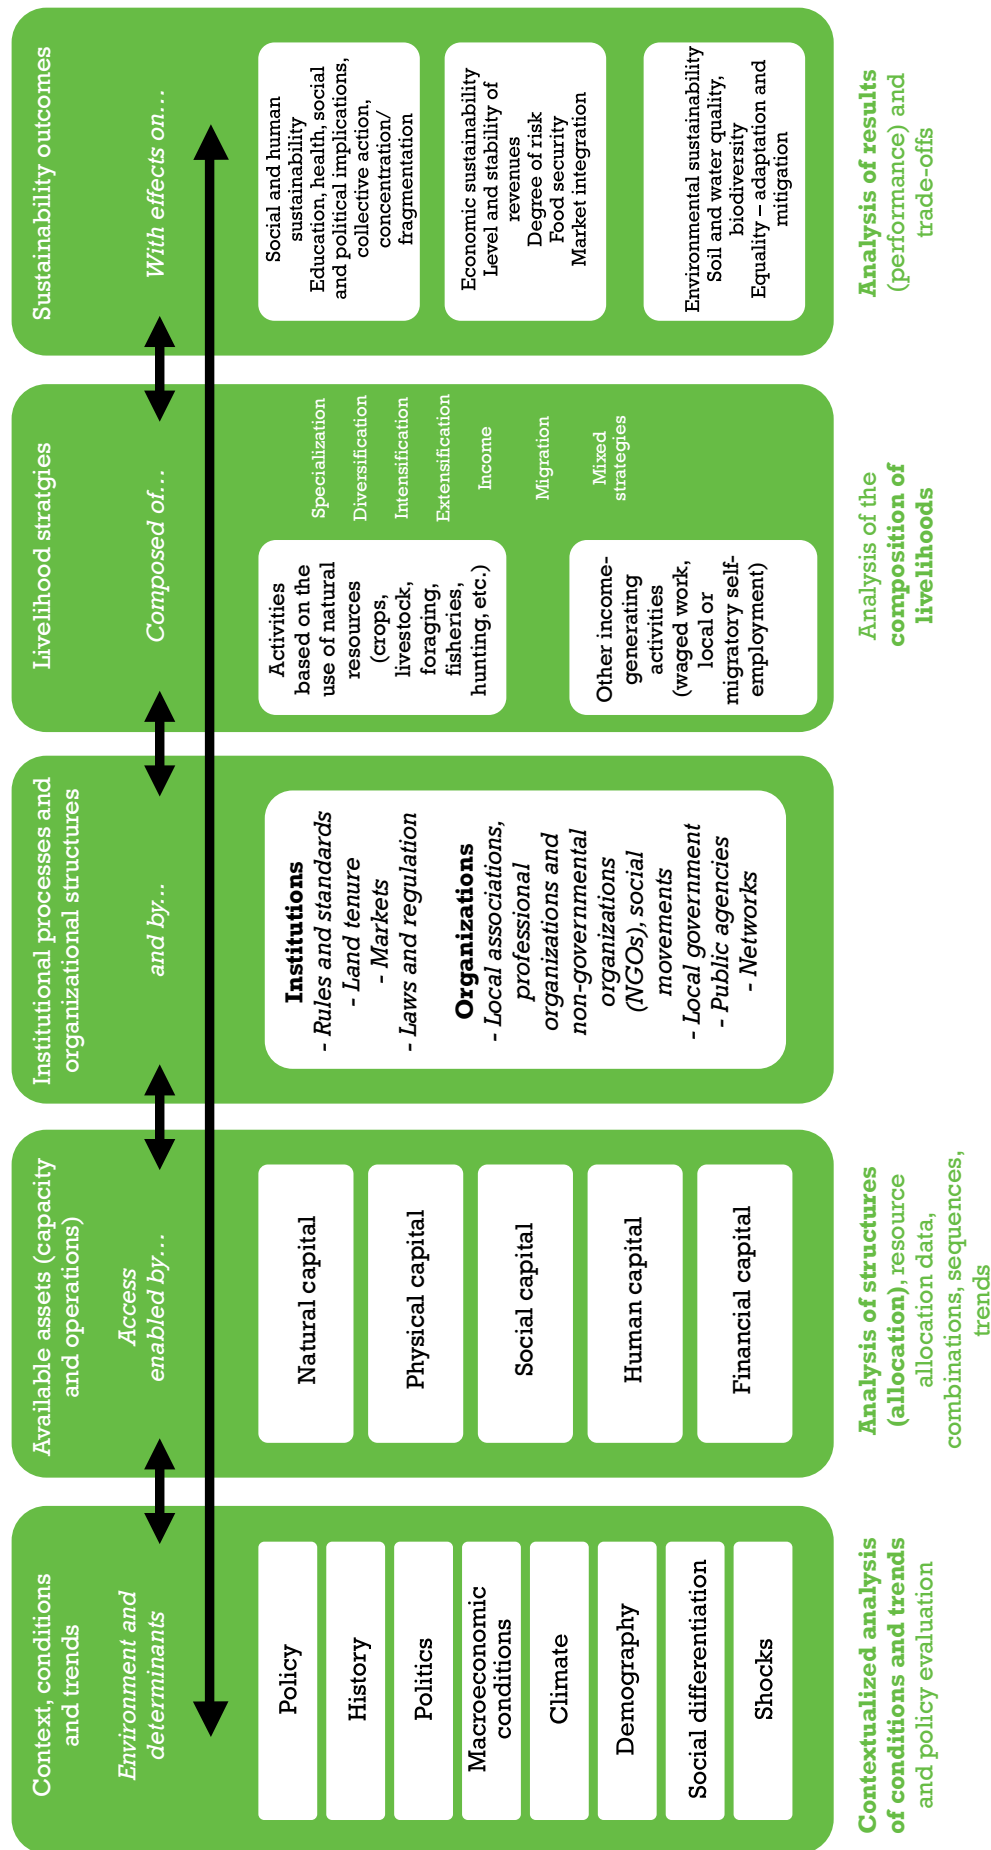 Context, conditions
and trends
Environment and
determinants
Policy
History
Politics
Macroeconomic
conditions
Climate
Demography
Social differentiation
Shocks
Contextualized analysis
of conditions and trends
and policy evaluation
Available assets (capacity
and operations)
Access
enabled by...
Natural capital
Physical capital
Social capital
Human capital
Financial capital
Analysis of structures
(allocation), resource
allocation data,
combinations, sequences,
trends
Institutional processes and
organizational structures
and by...
Institutions
- Rules and standards
- Land tenure
- Markets
- Laws and regulation
Organizations
- Local associations,
professional
organizations and
non-governmental
organizations
(NGOs), social
movements
- Local government
- Public agencies
- Networks
Livelihood stratgies
Composed of...
Activities
based on the
use of natural
resources
(crops,
livestock,
foraging,
fisheries,
hunting, etc.)
Other income-
generating
activities
(waged work,
local or
migratory self-
employment)
Specialization
Diversification
Intensification
Extensification
Income
Migration
Mixed
strategies
Analysis of the
composition of
livelihoods
Sustainability outcomes
With effects on...
Social and human
sustainability
Education, health, social
and political implications,
collective action,
concentration/
fragmentation
Economic sustainability
Level and stability of
revenues
Degree of risk
Food security
Market integration
Environmental sustainability
Soil and water quality,
biodiversity
Equality – adaptation and
mitigation
Analysis of results
(performance) and
trade-offs